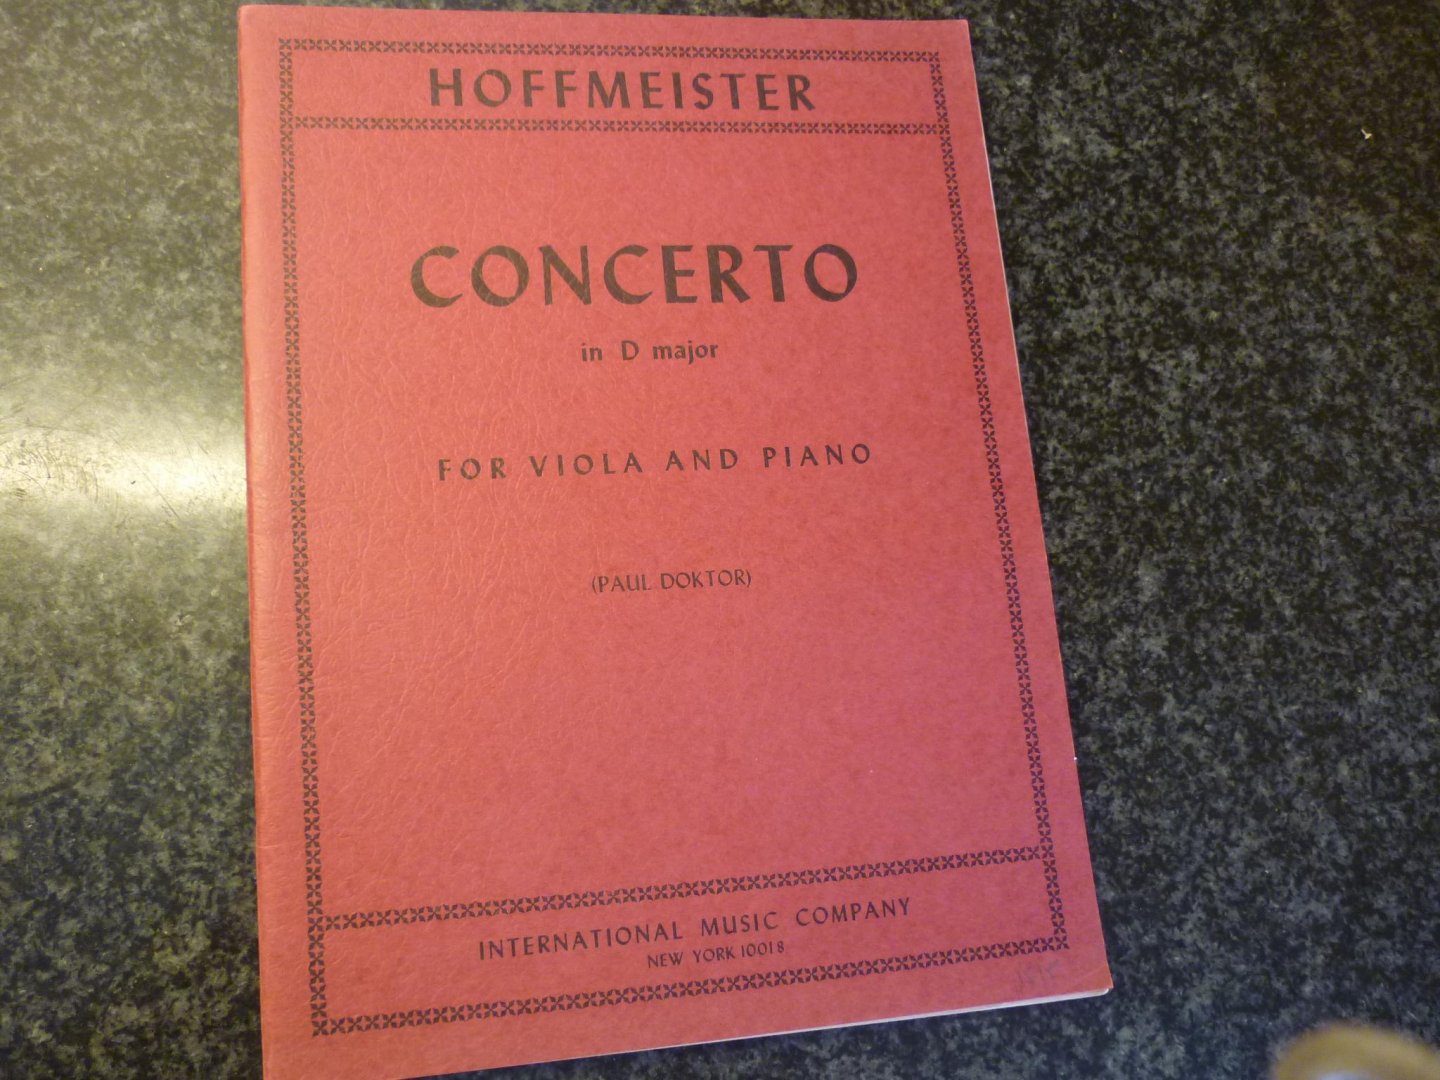 HOFFMEISTER
CONCERTO
in D major
FOR VIOLA AND PIANO
(PAUL DOKTOR)
INTERNATIONAL MUSIC COMPANY
NEW YORK 10018